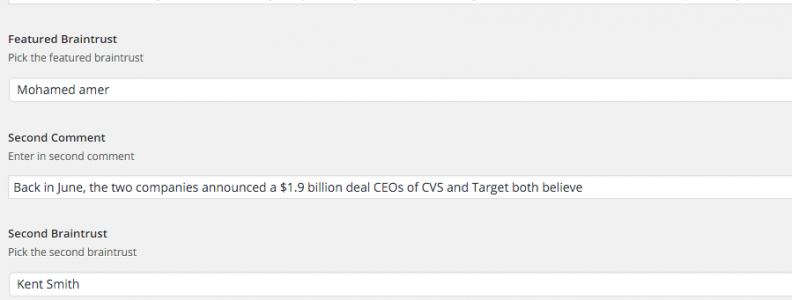 Featured Braintrust
Pick the featured braintrust
Mohamed amer
Second Comment
Enter in second comment
Back in June, the two companies announced a $1.9 billion deal CEOs of CVS and Target both believe
Second Braintrust
Pick the second braintrust
Kent Smith